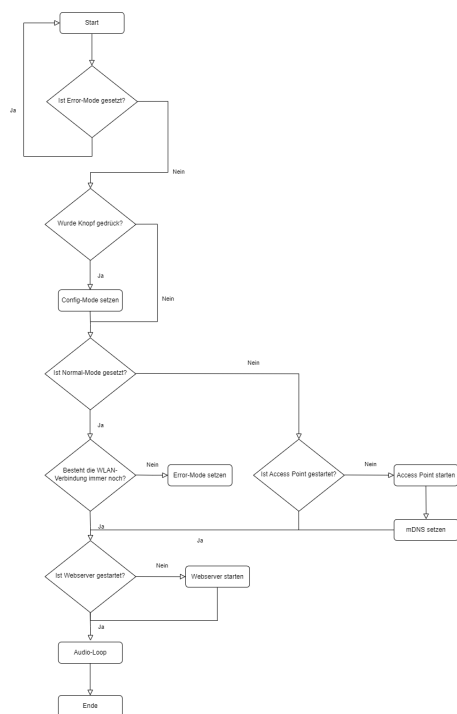 Start
Ist Error-Mode gesetzt?
Ja
Nein
Wurde Knopf gedrück?
Ja
Config-Mode setzen
Nein
Ist Normal-Mode gesetzt?
Nein
Ja
Besteht die WLAN-
Verbindung immer noch?
Nein
Error-Mode setzen
Ist Access Point gestartet?
Nein
Access Point starten
Ja
mDNS setzen
Ja
Ist Webserver gestartet?
Nein
Webserver starten
Ja
Audio-Loop
Ende